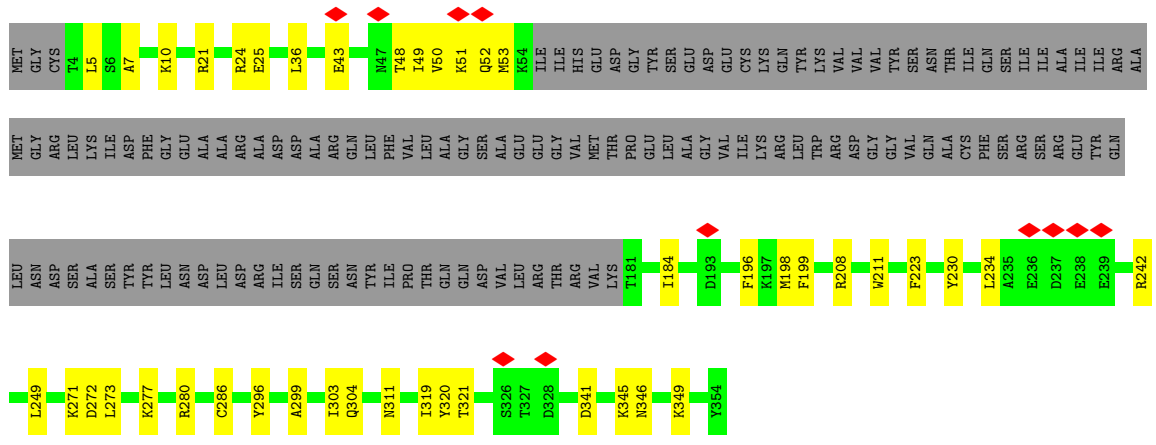 MET GLY CYS T4 L5 S6 A7 K10 R21 R24 E25 L36 E43 N47 T48 I49 V50 K51 Q52 M53 K54 ILE ILE HIS GLU ASP GLY TYR SER GLU ASP GLU CYS LYS GLN TYR LYS VAL VAL VAL TYR SER ASN THR ILE GLN SER ILE ILE ALA ILE ILE ARG ALA
MET GLY ARG LEU LYS ILE ASP PHE GLY GLU ALA ALA ARG ALA ASP ASP ALA ARG GLN LEU PHE VAL LEU ALA GLY SER ALA GLU GLU GLY VAL MET THR PRO GLU LEU ALA GLY VAL ILE LYS ARG LEU TRP ARG ASP GLY GLY VAL GLN ALA CYS PHE SER ARG SER ARG GLU TYR GLN
LEU ASN ASP SER ALA SER TYR TYR LEU ASN ASP LEU ASP ARG ILE SER GLN SER ASN TYR ILE PRO THR GLN GLN ASP VAL LEU ARG THR ARG VAL LYS T181 I184 D193 F196 K197 M198 F199 R208 W211 F223 Y230 L234 A235 E236 D237 E238 E239 R242
L249 K271 D272 L273 K277 R280 C286 Y296 A299 I303 Q304 N311 I319 Y320 T321 S326 T327 D328 D341 K345 N346 K349 Y354